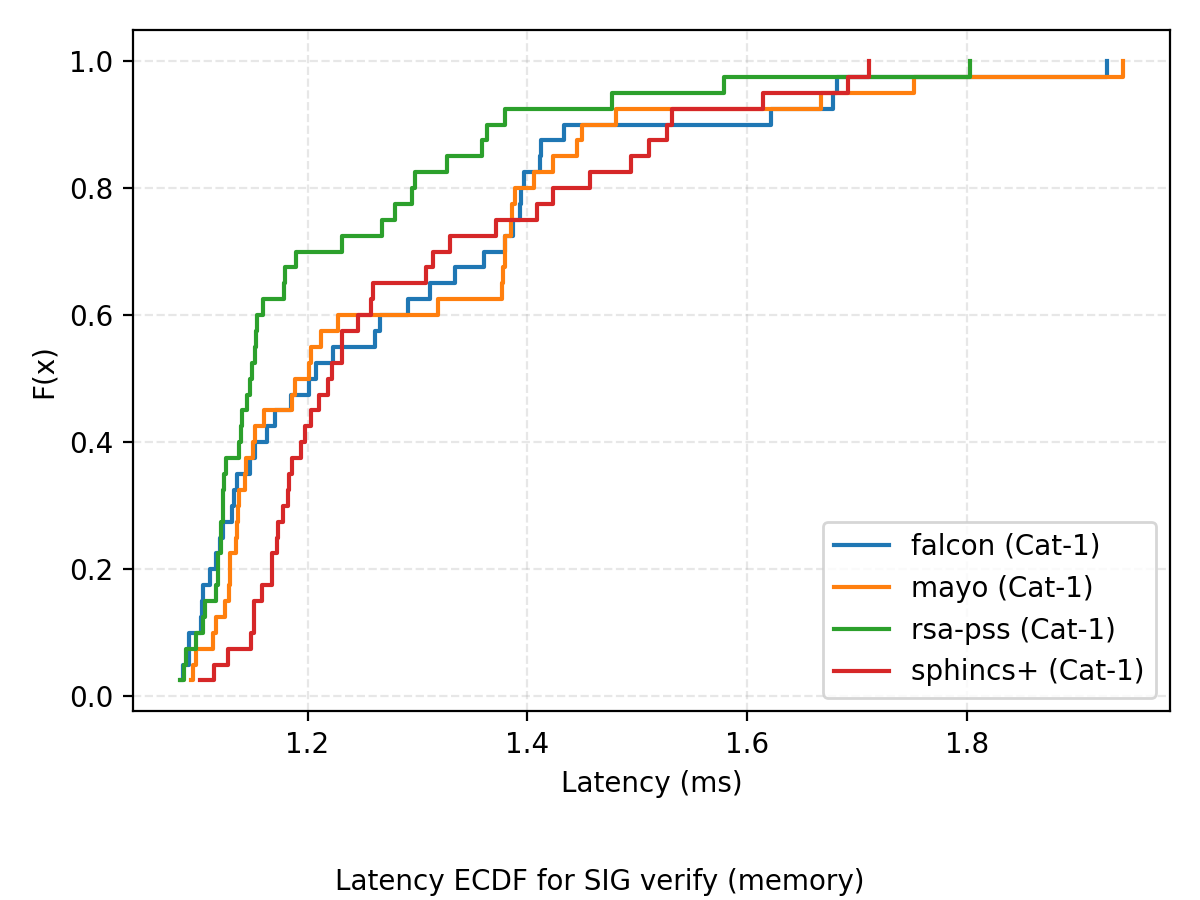 1.0
0.8
0.6
0.4
0.2
0.0
F(x)
1.2 1.4 1.6 1.8
Latency (ms)
falcon (Cat-1)
mayo (Cat-1)
rsa-pss (Cat-1)
sphincs+ (Cat-1)
Latency ECDF for SIG verify (memory)